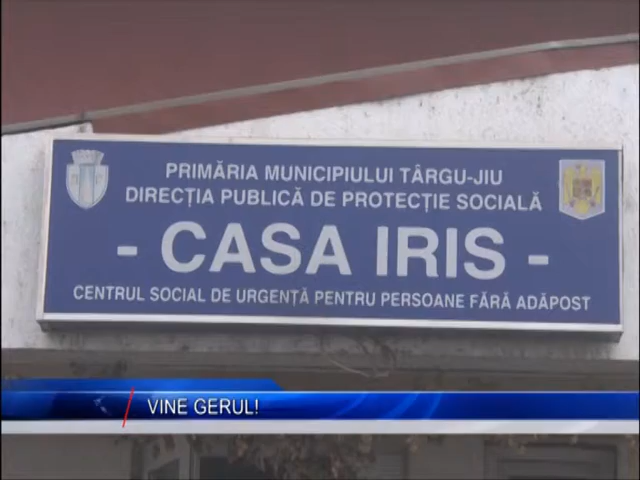 PRIMĂRIA MUNICIPIULUI TÂRGU-JIU
DIRECȚIA PUBLICĂ DE PROTECȚIE SOCIALĂ
- CASA IRIS -
CENTRUL SOCIAL DE URGENȚĂ PENTRU PERSOANE FĂRĂ ADĂPOST
VINE GERUL!